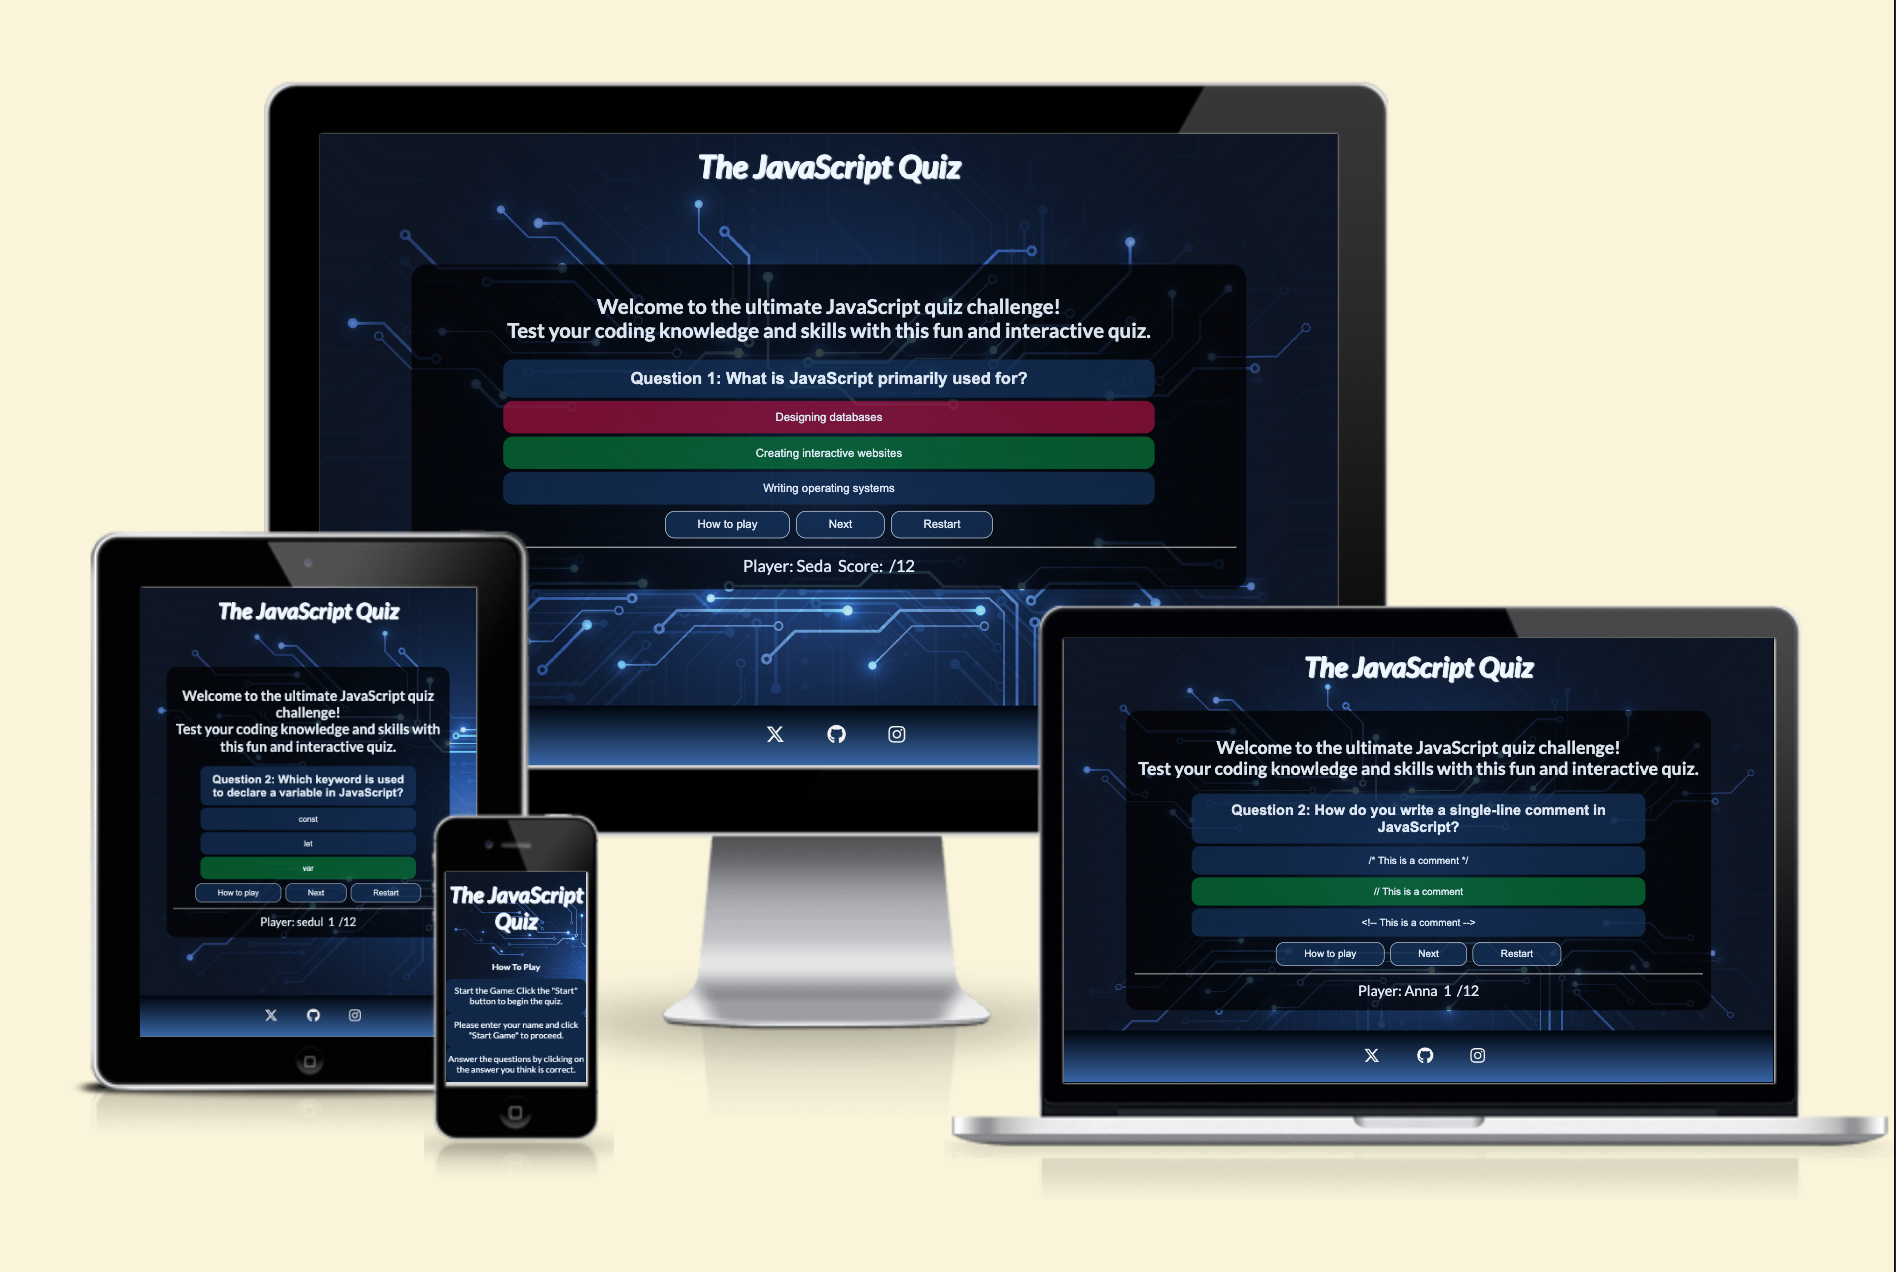 The JavaScript Quiz
Welcome to the ultimate JavaScript quiz challenge!
Test your coding knowledge and skills with this fun and interactive quiz.
Question 1: What is JavaScript primarily used for?
Designing databases
Creating interactive websites
Writing operating systems
How to play Next Restart
Player: Seda Score: /12
The JavaScript Quiz
Welcome to the ultimate JavaScript quiz
challenge!
Test your coding knowledge and skills with
this fun and interactive quiz.
Question 2: Which keyword is used
to declare a variable in JavaScript?
const
let
var
How to play Next Restart
Player: sedul 1 /12
The JavaScript
Quiz
How To Play
Start the Game: Click the "Start"
button to begin the quiz.
Please enter your name and click
"Start Game" to proceed.
Answer the questions by clicking on
the answer you think is correct.
The JavaScript Quiz
Welcome to the ultimate JavaScript quiz challenge!
Test your coding knowledge and skills with this fun and interactive quiz.
Question 2: How do you write a single-line comment in
JavaScript?
/* This is a comment */
// This is a comment
<!-- This is a comment -->
How to play Next Restart
Player: Anna 1 /12